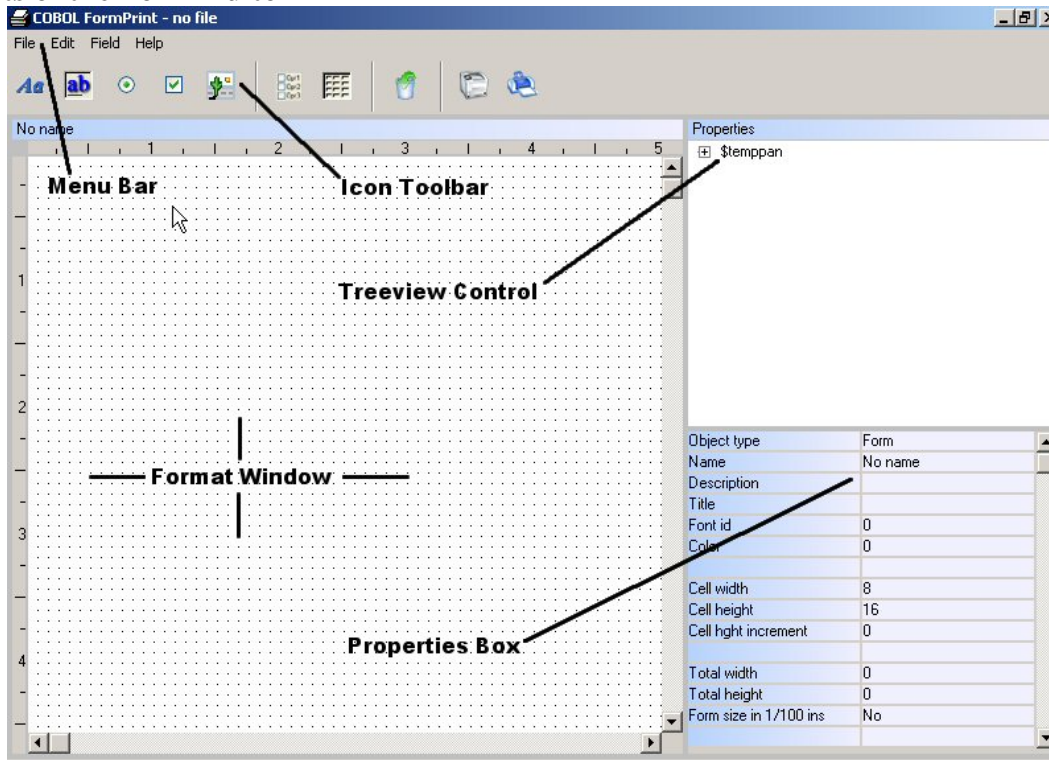 COBOL FormPrint - no file
File Edit Field Help
Aa ab
No name
Properties
1 2 3 4 5
$temppan
Menu Bar
Icon Toolbar
1
Treeview Control
2
Format Window
3
Properties Box
4
Object type Form
Name No name
Description
Title
Font id 0
Color 0
Cell width 8
Cell height 16
Cell hght increment 0
Total width 0
Total height 0
Form size in 1/100 ins No